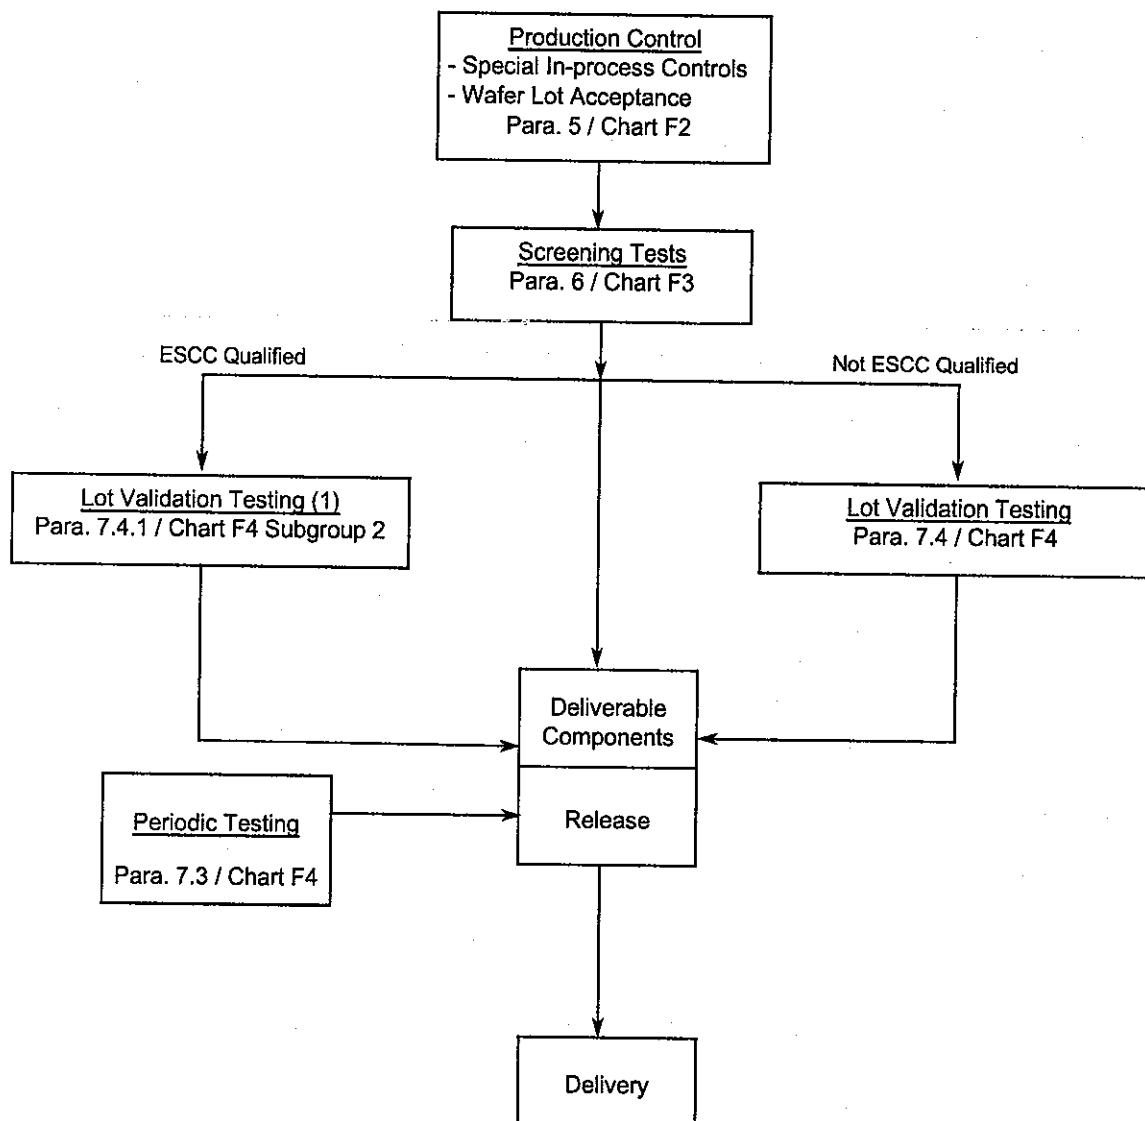 Production Control
- Special In-process Controls
- Wafer Lot Acceptance
Para. 5 / Chart F2
Screening Tests
Para. 6 / Chart F3
ESCC Qualified
Not ESCC Qualified
Lot Validation Testing (1)
Para. 7.4.1 / Chart F4 Subgroup 2
Lot Validation Testing
Para. 7.4 / Chart F4
Deliverable
Components
Periodic Testing
Para. 7.3 / Chart F4
Release
Delivery